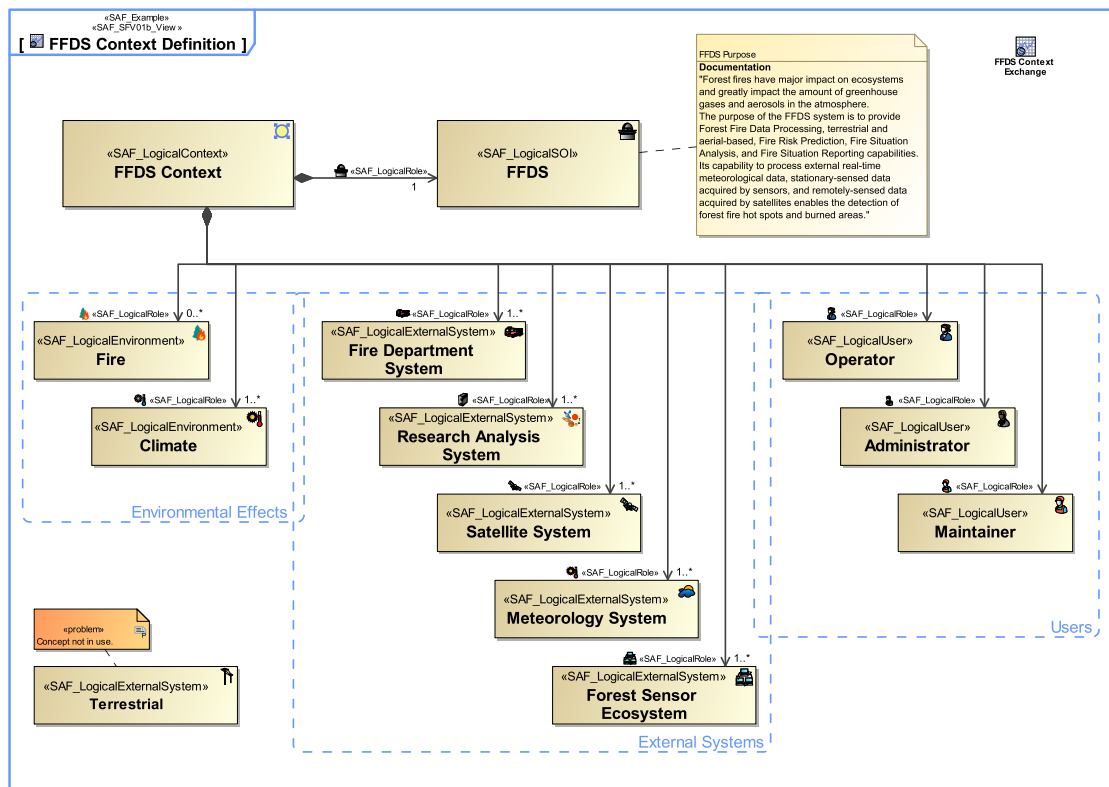 «SAF_Example»
«SAF_SFV01b_View »
[ FFDS Context Definition ]
FFDS Context
Exchange
FFDS Purpose
Documentation
"Forest fires have major impact on ecosystems
and greatly impact the amount of greenhouse
gases and aerosols in the atmosphere.
The purpose of the FFDS system is to provide
Forest Fire Data Processing, terrestrial and
aerial-based, Fire Risk Prediction, Fire Situation
Analysis, and Fire Situation Reporting capabilities.
Its capability to process external real-time
meteorological data, stationary-sensed data
acquired by sensors, and remotely-sensed data
acquired by satellites enables the detection of
forest fire hot spots and burned areas."
«SAF_LogicalContext»
FFDS Context
«SAF_LogicalRole»
1
«SAF_LogicalSOI»
FFDS
«SAF_LogicalRole» 0..*
«SAF_LogicalEnvironment»
Fire
«SAF_LogicalRole» 1..*
«SAF_LogicalEnvironment»
Climate
Environmental Effects
«SAF_LogicalRole» 1..*
«SAF_LogicalExternalSystem»
Fire Department
System
«SAF_LogicalRole» 1..*
«SAF_LogicalExternalSystem»
Research Analysis
System
«SAF_LogicalRole» 1..*
«SAF_LogicalExternalSystem»
Satellite System
«SAF_LogicalRole» 1..*
«SAF_LogicalExternalSystem»
Meteorology System
«SAF_LogicalRole» 1..*
«SAF_LogicalExternalSystem»
Forest Sensor
Ecosystem
External Systems
«SAF_LogicalRole»
«SAF_LogicalUser»
Operator
«SAF_LogicalRole»
«SAF_LogicalUser»
Administrator
«SAF_LogicalRole»
«SAF_LogicalUser»
Maintainer
Users
«problem»
Concept not in use.
«SAF_LogicalExternalSystem»
Terrestrial